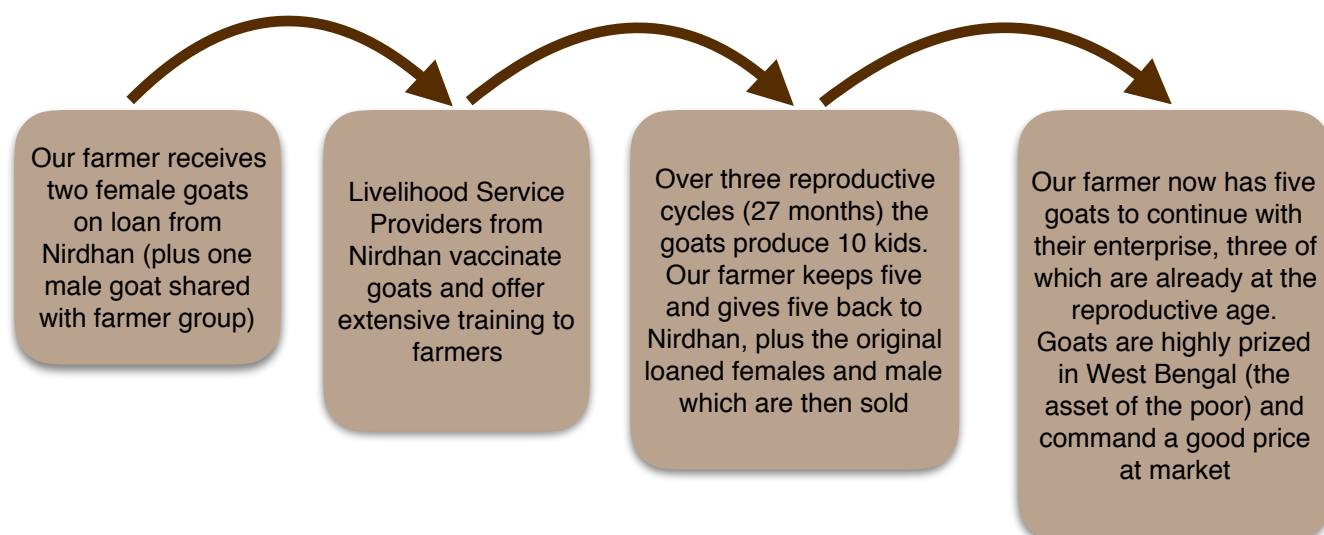 Our farmer receives
two female goats
on loan from
Nirdhan (plus one
male goat shared
with farmer group)
Livelihood Service
Providers from
Nirdhan vaccinate
goats and offer
extensive training to
farmers
Over three reproductive
cycles (27 months) the
goats produce 10 kids.
Our farmer keeps five
and gives five back to
Nirdhan, plus the original
loaned females and male
which are then sold
Our farmer now has five
goats to continue with
their enterprise, three of
which are already at the
reproductive age.
Goats are highly prized
in West Bengal (the
asset of the poor) and
command a good price
at market